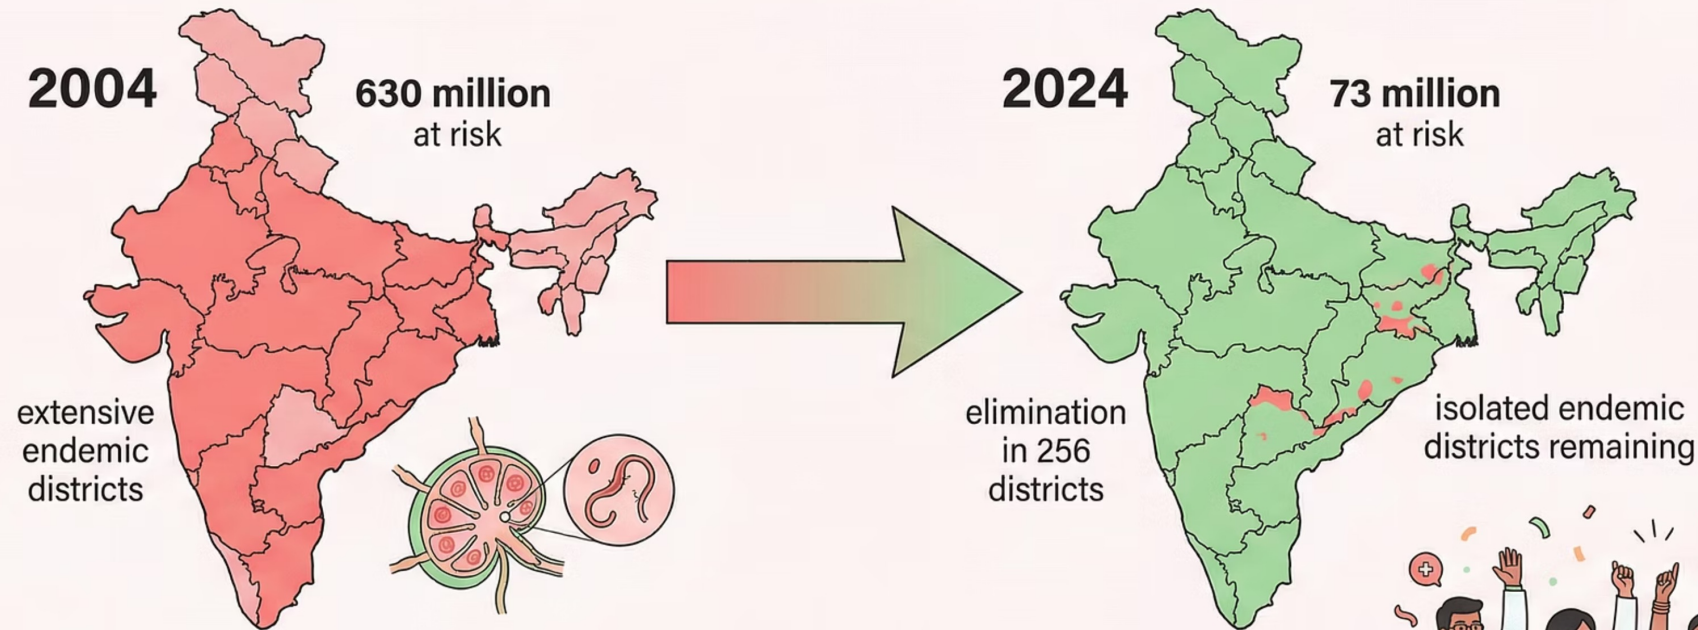 2004
630 million
at risk
extensive
endemic
districts
2024
73 million
at risk
elimination
in 256
districts
isolated endemic
districts remaining